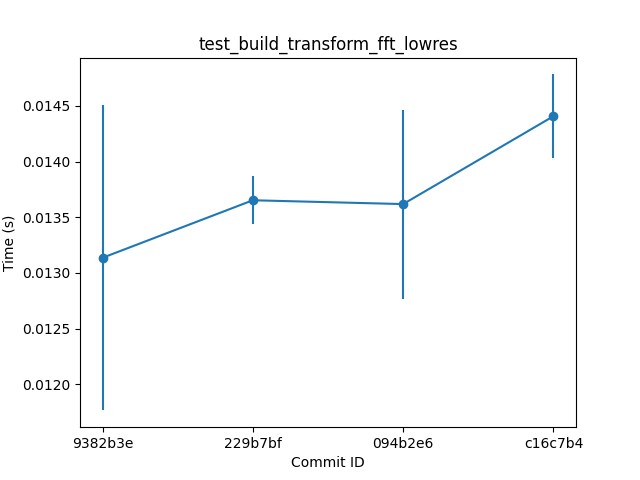 test_build_transform_fft_lowres
Time (s)
0.0145
0.0140
0.0135
0.0130
0.0125
0.0120
9382b3e 229b7bf 094b2e6 c16c7b4
Commit ID